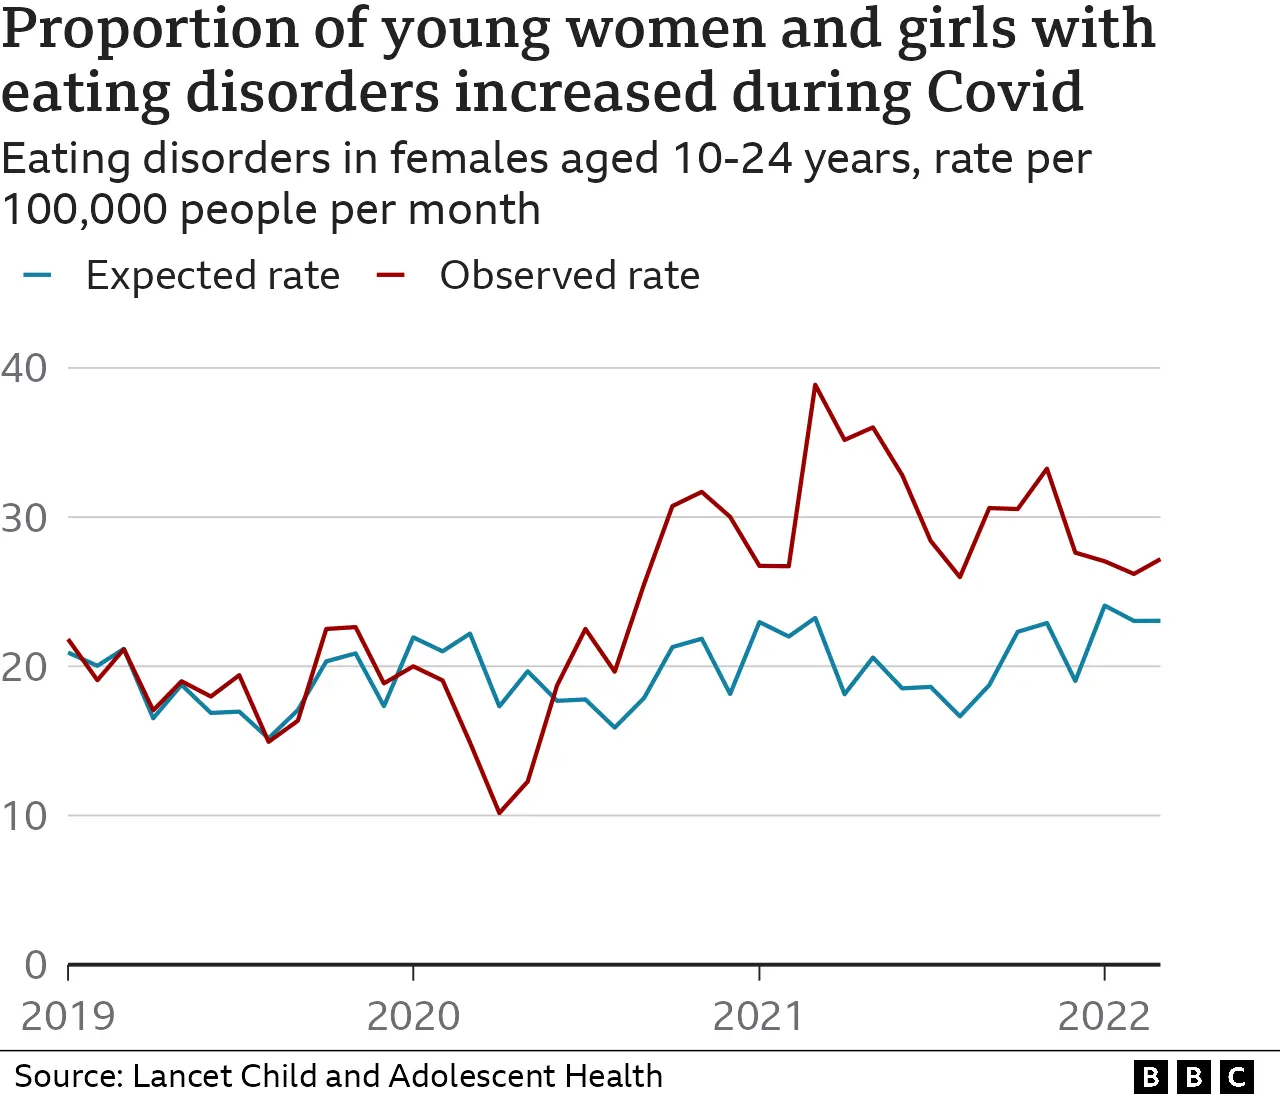 Proportion of young women and girls with
eating disorders increased during Covid
Eating disorders in females aged 10-24 years, rate per
100,000 people per month
Expected rate Observed rate
40
30
20
10
0
2019 2020 2021 2022
Source: Lancet Child and Adolescent Health BBC